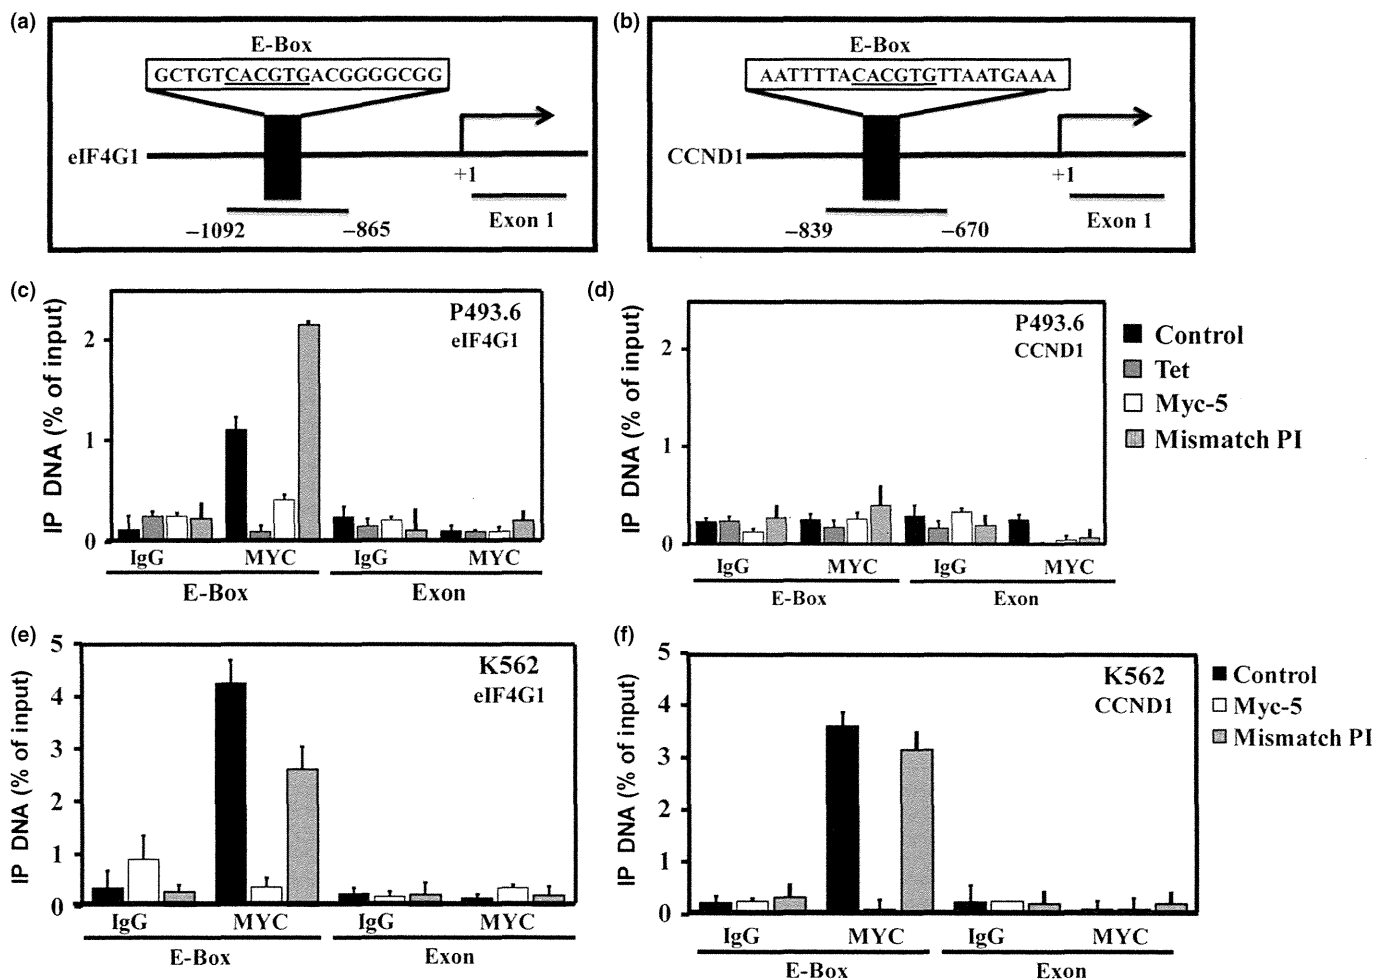 (a)
E-Box
GCTGTCACGTGACGGGGCGG
eIF4G1
+1
Exon 1
−1092
−865
(b)
E-Box
AATTTTACACGTGTTAATGAAA
CCND1
+1
Exon 1
−839
−670
(c)
IP DNA (% of input)
2
1
0
P493.6
eIF4G1
IgG MYC IgG MYC
E-Box Exon
(d)
IP DNA (% of input)
2
1
0
P493.6
CCND1
IgG MYC IgG MYC
E-Box Exon
Control
Tet
Myc-5
Mismatch PI
(e)
IP DNA (% of input)
5
4
3
2
1
0
K562
eIF4G1
IgG MYC IgG MYC
E-Box Exon
(f)
IP DNA (% of input)
5
4
3
2
1
0
K562
CCND1
IgG MYC IgG MYC
E-Box Exon
Control
Myc-5
Mismatch PI